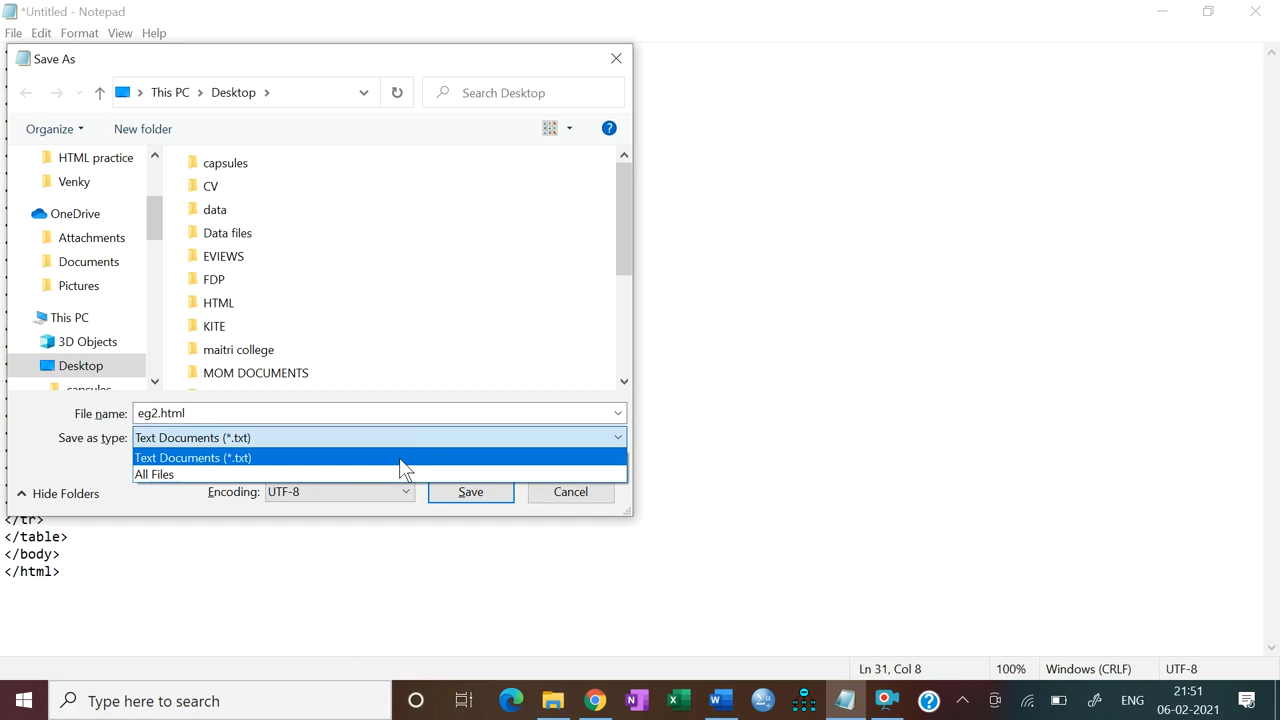 *Untitled - Notepad
File Edit Format View Help
Save As
This PC Desktop
Search Desktop
Organize New folder
HTML practice
Venky
OneDrive
Attachments
Documents
Pictures
This PC
3D Objects
Desktop
capsules
capsules
CV
data
Data files
EVIEWS
FDP
HTML
KITE
maitri college
MOM DOCUMENTS
File name: eg2.html
Save as type: Text Documents (*.txt)
Text Documents (*.txt)
All Files
Hide Folders Encoding: UTF-8 Save Cancel
</tr>
</table>
</body>
</html>
Ln 31, Col 8 100% Windows (CRLF) UTF-8
Type here to search
ENG
21:51
06-02-2021